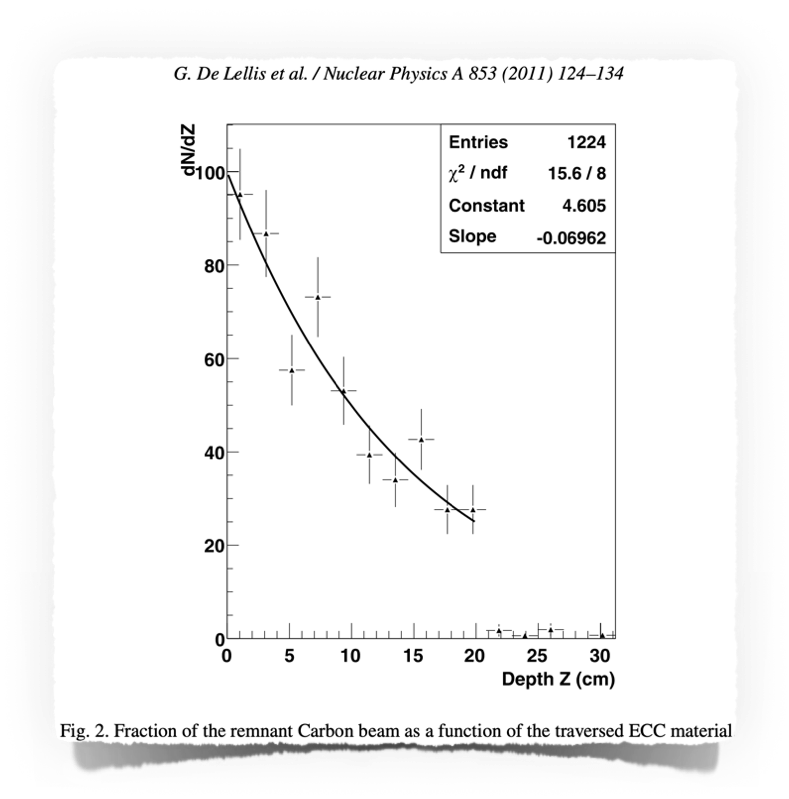 G. De Lellis et al. / Nuclear Physics A 853 (2011) 124–134
dN/dZ
Entries 1224
χ² / ndf 15.6 / 8
Constant 4.605
Slope -0.06962
100
80
60
40
20
0
0 5 10 15 20 25 30
Depth Z (cm)
Fig. 2. Fraction of the remnant Carbon beam as a function of the traversed ECC material